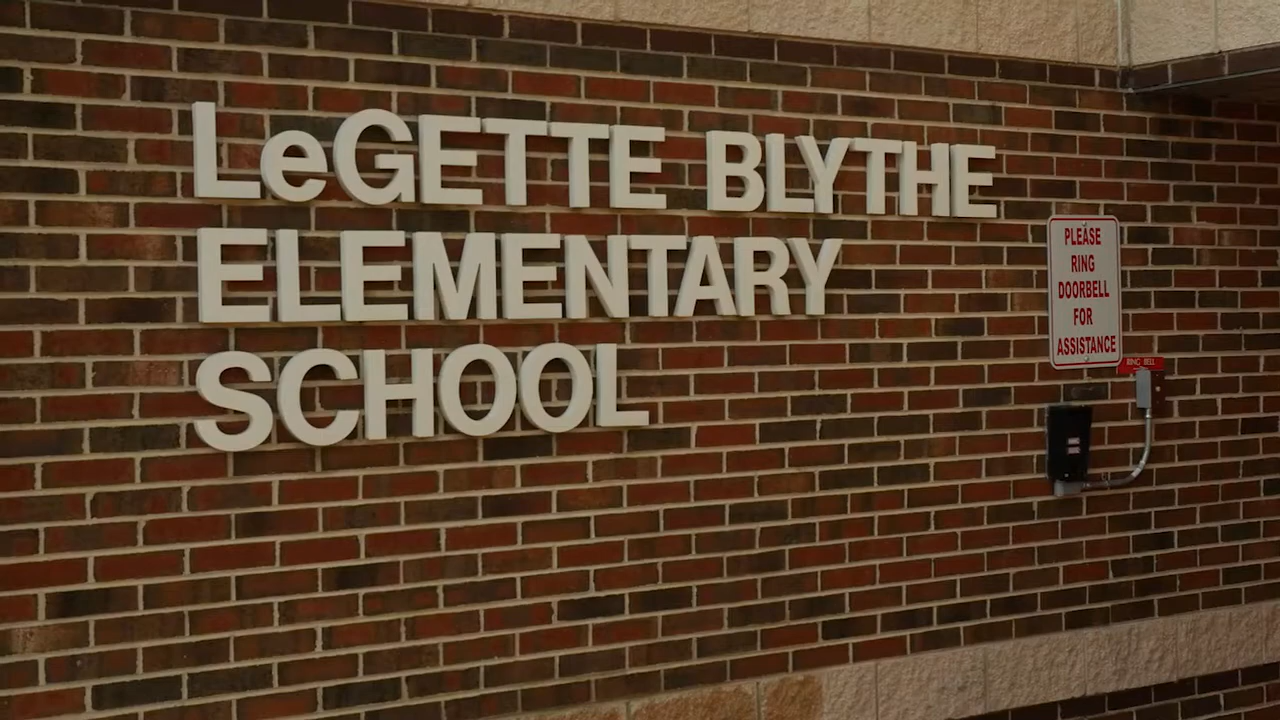 LeGETTE BLYTHE
ELEMENTARY
SCHOOL
PLEASE
RING
DOORBELL
FOR
ASSISTANCE
RING BELL